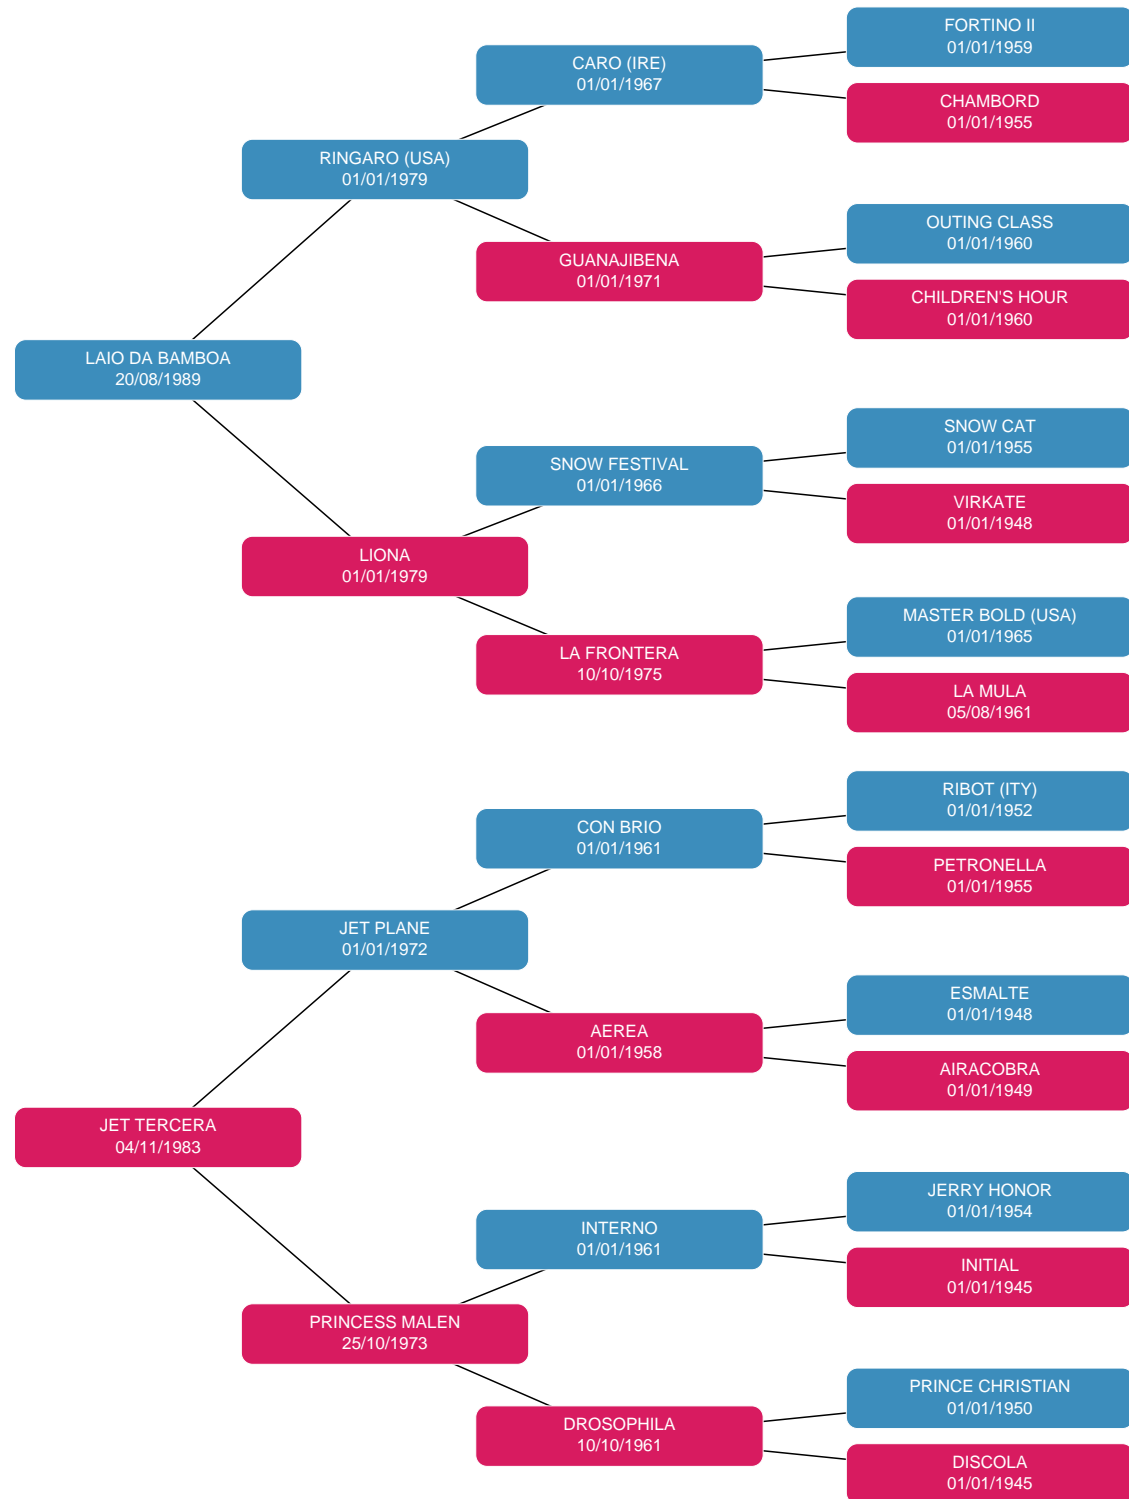 FORTINO II
01/01/1959
CARO (IRE)
01/01/1967
CHAMBORD
01/01/1955
RINGARO (USA)
01/01/1979
OUTING CLASS
01/01/1960
GUANAJIBENA
01/01/1971
CHILDREN'S HOUR
01/01/1960
LAIO DA BAMBOA
20/08/1989
SNOW CAT
01/01/1955
SNOW FESTIVAL
01/01/1966
VIRKATE
01/01/1948
LIONA
01/01/1979
MASTER BOLD (USA)
01/01/1965
LA FRONTERA
10/10/1975
LA MULA
05/08/1961
RIBOT (ITY)
01/01/1952
CON BRIO
01/01/1961
PETRONELLA
01/01/1955
JET PLANE
01/01/1972
ESMALTE
01/01/1948
AEREA
01/01/1958
AIRACOBRA
01/01/1949
JET TERCERA
04/11/1983
JERRY HONOR
01/01/1954
INTERNO
01/01/1961
INITIAL
01/01/1945
PRINCESS MALEN
25/10/1973
PRINCE CHRISTIAN
01/01/1950
DROSOPHILA
10/10/1961
DISCOLA
01/01/1945